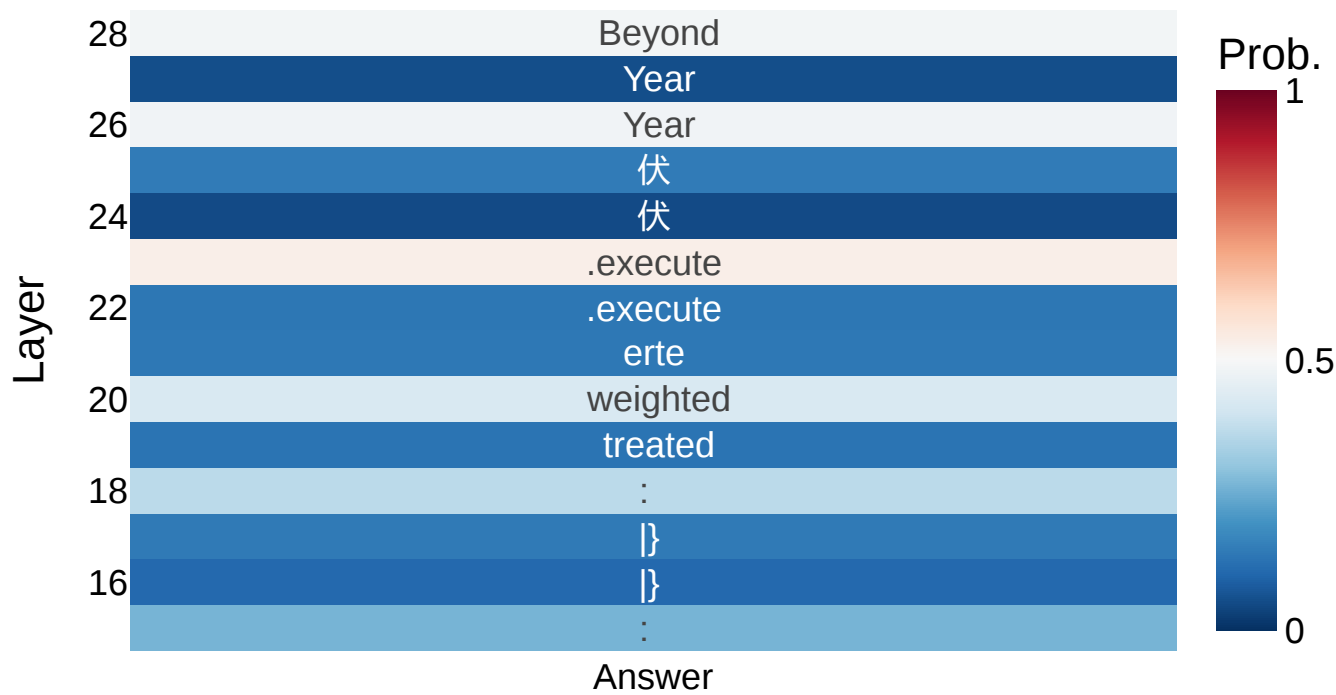 28 Beyond
Year
26 Year
伏
24 伏
.execute
22 .execute
erte
20 weighted
treated
18 :
|}
16 |}
:
Answer
Layer
Prob.
1
0.5
0